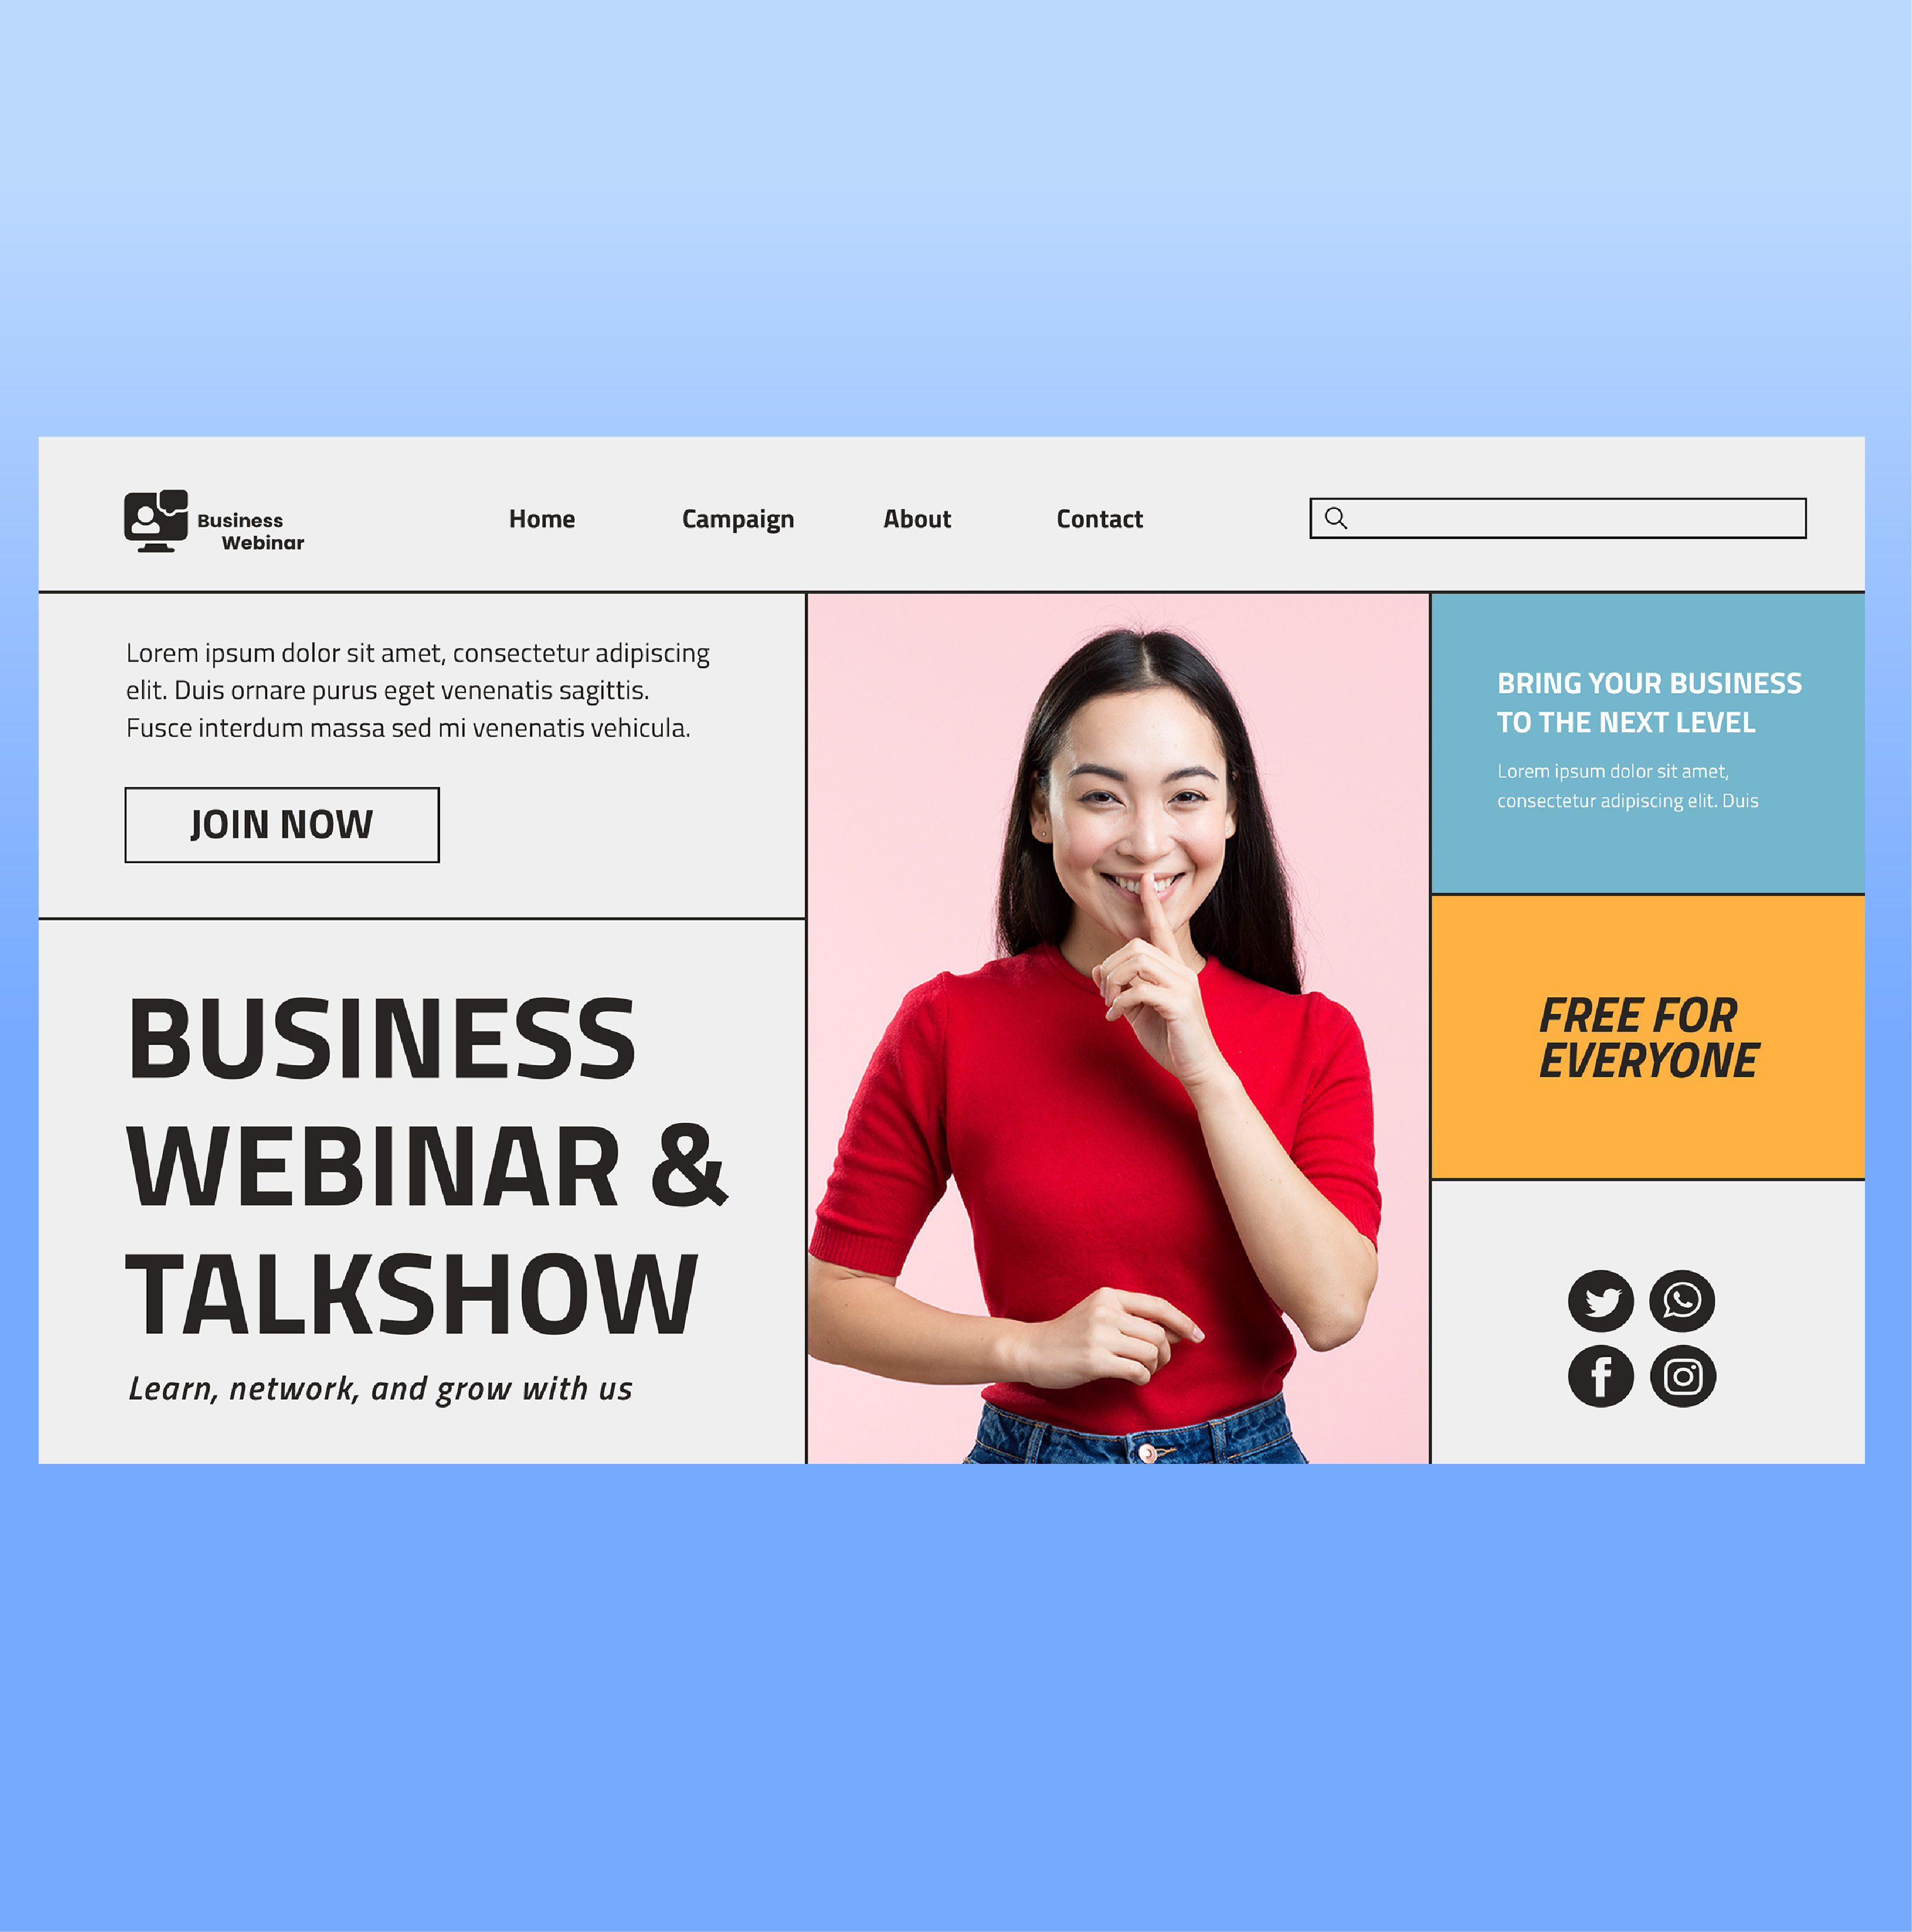 Business
Webinar
Home
Campaign
About
Contact
Lorem ipsum dolor sit amet, consectetur adipiscing
elit. Duis ornare purus eget venenatis sagittis.
Fusce interdum massa sed mi venenatis vehicula.
JOIN NOW
BUSINESS
WEBINAR &
TALKSHOW
Learn, network, and grow with us
BRING YOUR BUSINESS
TO THE NEXT LEVEL
Lorem ipsum dolor sit amet,
consectetur adipiscing elit. Duis
FREE FOR
EVERYONE